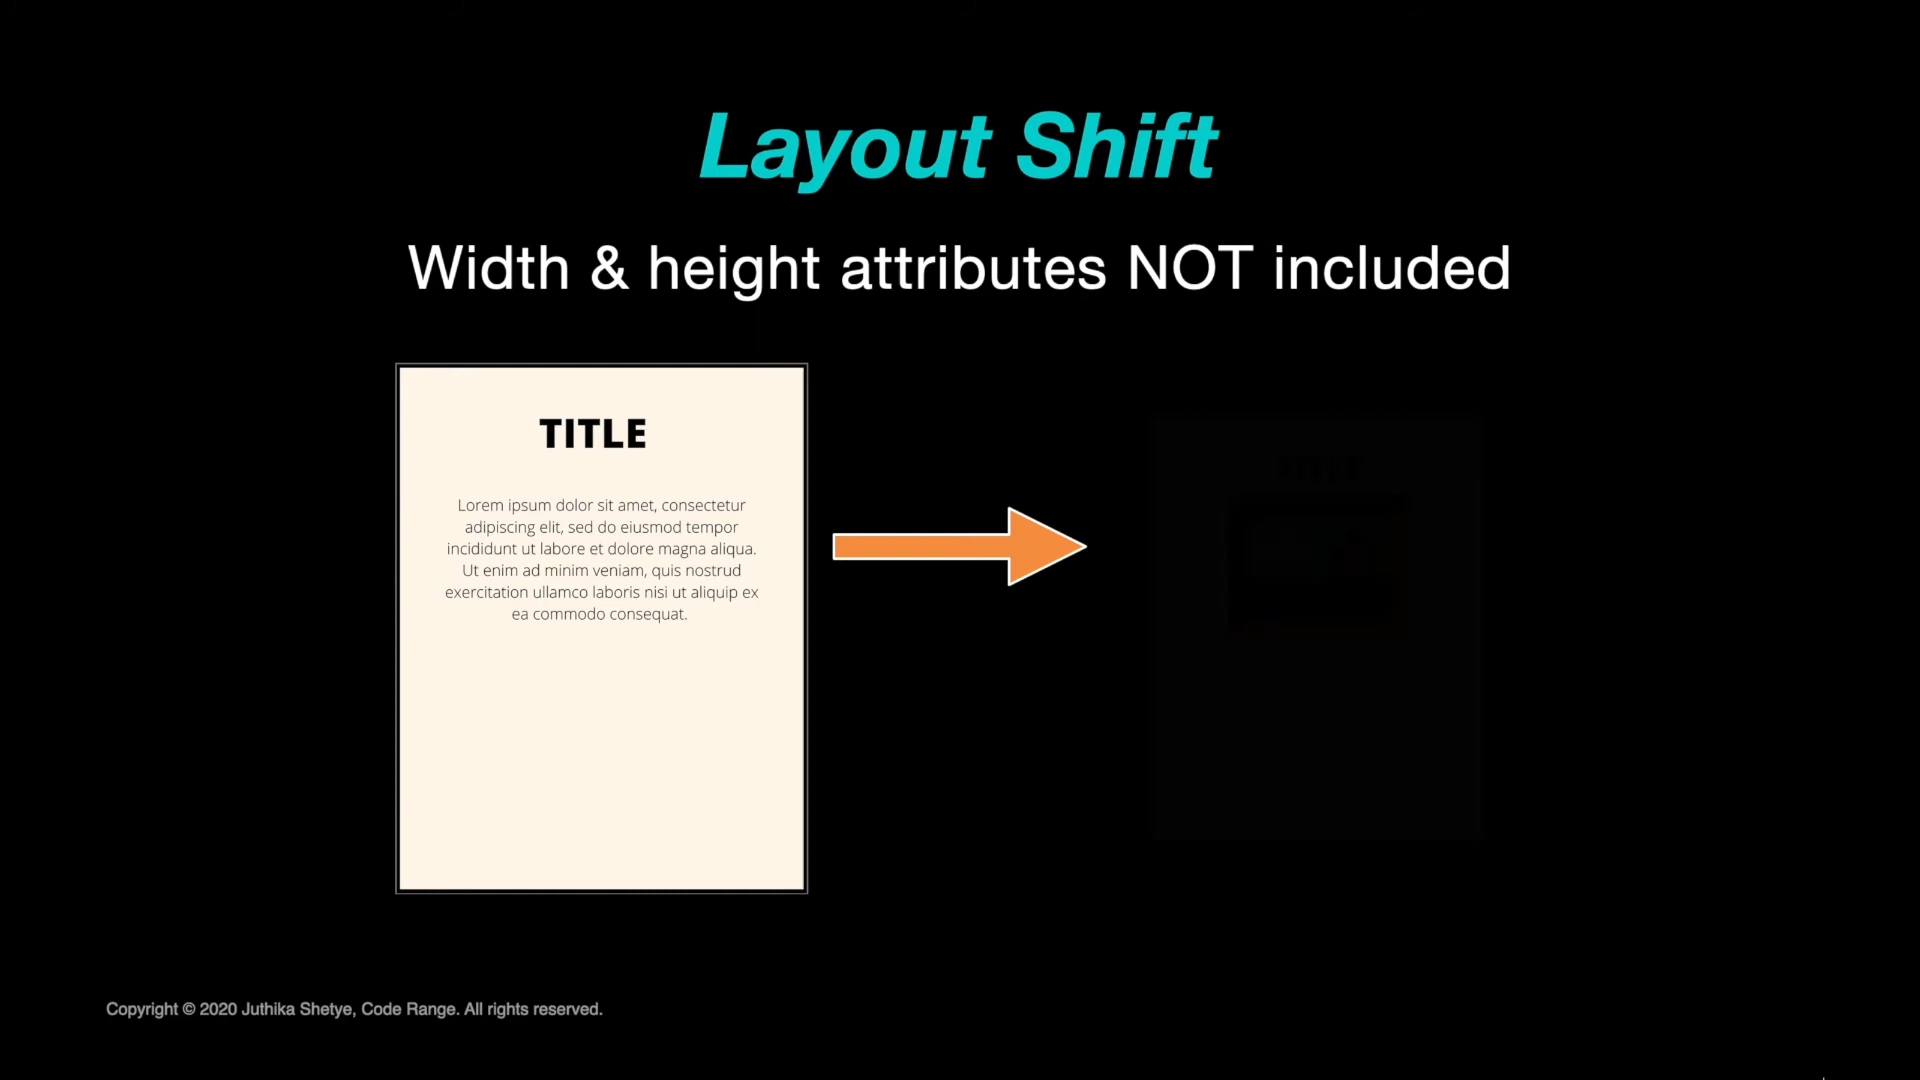 Layout Shift
Width & height attributes NOT included
TITLE
Lorem ipsum dolor sit amet, consectetur
adipiscing elit, sed do eiusmod tempor
incididunt ut labore et dolore magna aliqua.
Ut enim ad minim veniam, quis nostrud
exercitation ullamco laboris nisi ut aliquip ex
ea commodo consequat.
Copyright © 2020 Juthika Shetye, Code Range. All rights reserved.